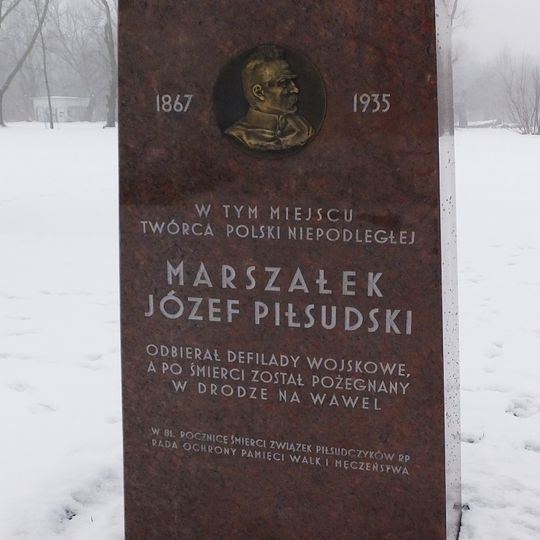 1867 1935
W TYM MIEJSCU
TWÓRCA POLSKI NIEPODLEGŁEJ
MARSZAŁEK
JÓZEF PIŁSUDSKI
ODBIERAŁ DEFILADY WOJSKOWE,
A PO ŚMIERCI ZOSTAŁ POŻEGNANY
W DRODZE NA WAWEL
W 81. ROCZNICĘ ŚMIERCI ZWIĄZEK PIŁSUDCZYKÓW RP
RADA OCHRONY PAMIĘCI WALK I MĘCZEŃSTWA